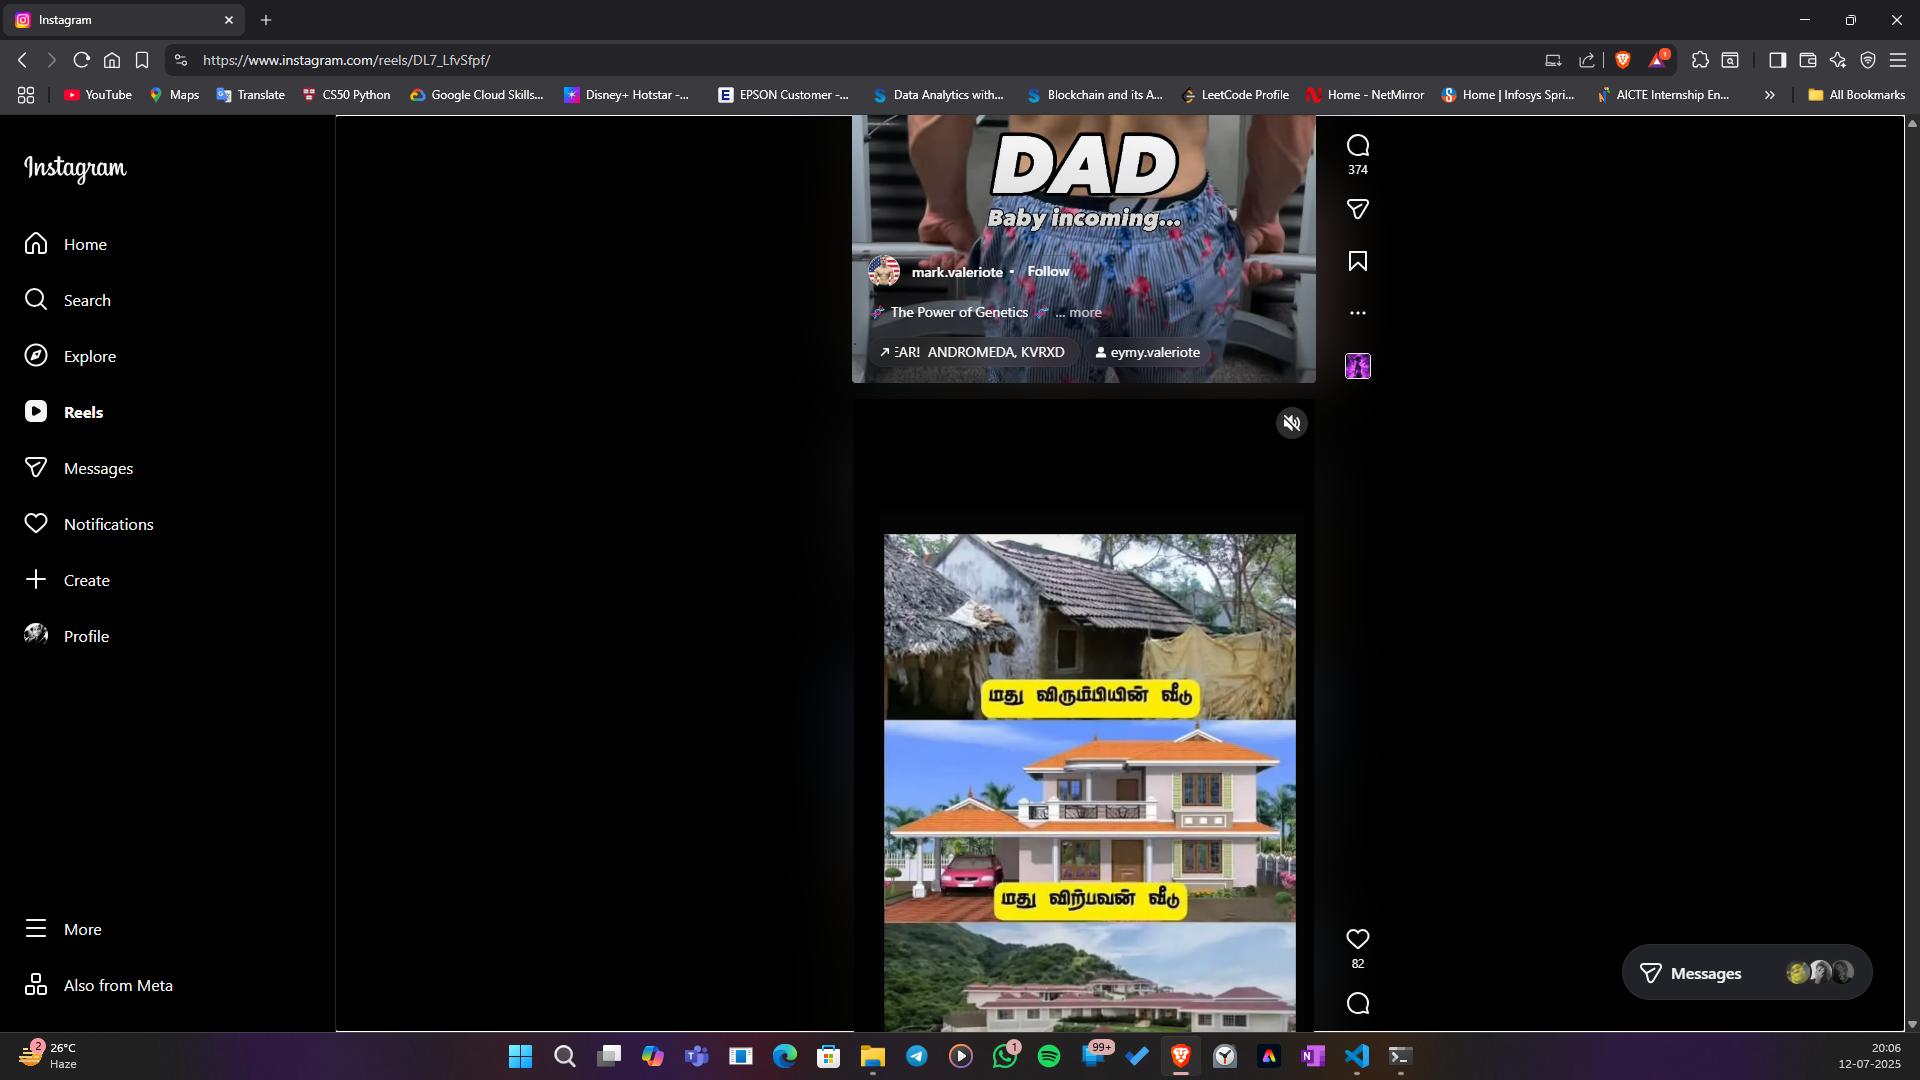 Instagram
https://www.instagram.com/reels/DL7_LfvSfpf/
1
YouTube
Maps
Translate
CS50 Python
Google Cloud Skills...
Disney+ Hotstar -...
EPSON Customer -...
Data Analytics with...
Blockchain and its A...
LeetCode Profile
Home - NetMirror
Home | Infosys Spri...
AICTE Internship En...
All Bookmarks
Instagram
Home
Search
Explore
Reels
Messages
Notifications
Create
Profile
More
Also from Meta
DAD
Baby incoming...
mark.valeriote • Follow
The Power of Genetics ... more
EAR! ANDROMEDA, KVRXD
eymy.valeriote
374
மது விரும்பியின் வீடு
மது விற்பவன் வீடு
82
Messages
2
26°C
Haze
1
99+
20:06
12-07-2025